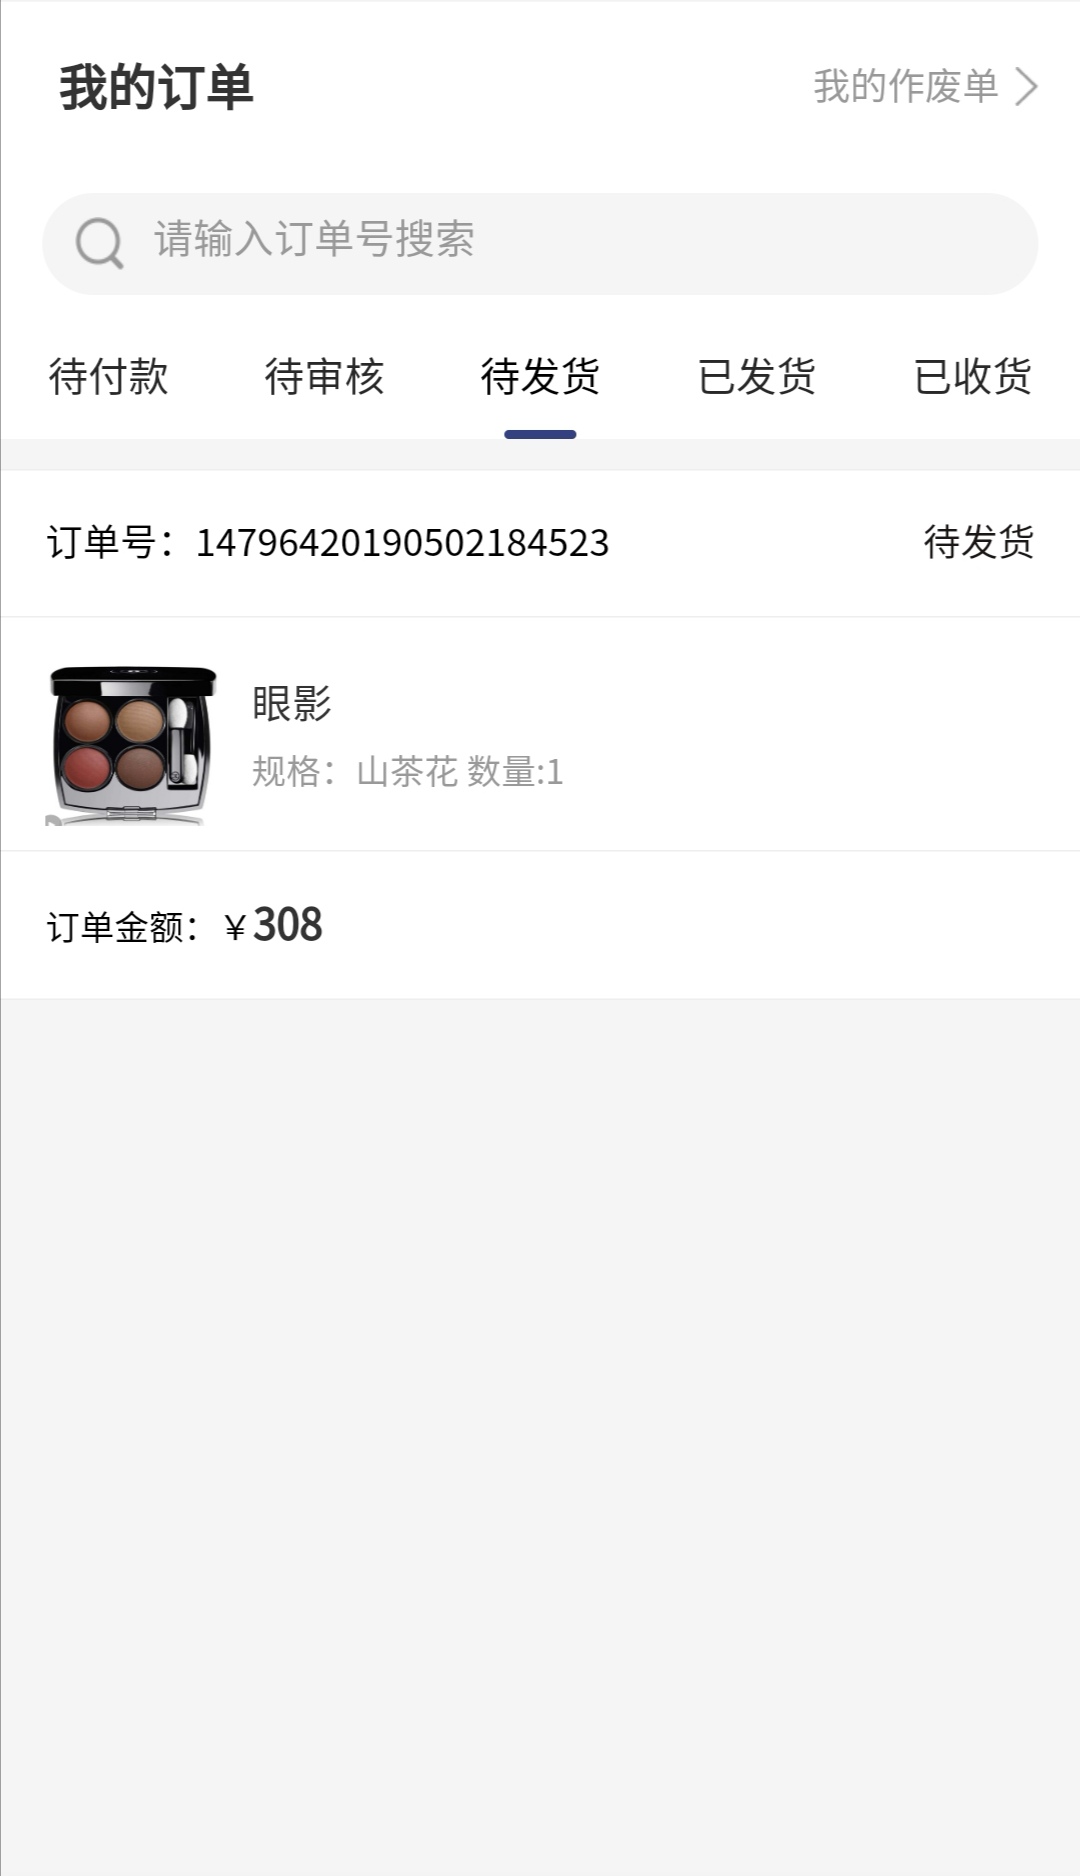 我的订单
我的作废单
请输入订单号搜索
待付款 待审核 待发货 已发货 已收货
订单号：14796420190502184523 待发货
眼影
规格：山茶花 数量:1
订单金额：￥308